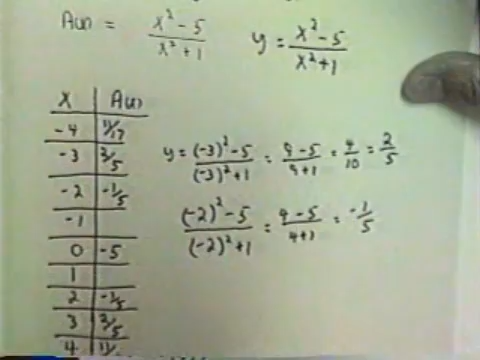 Aux = x² - 5 / x² + 1
y = x² - 5 / x² + 1
x | Aux
-4 | 11/17
-3 | 2/5
-2 | -1/5
-1 |
0 | -5
1 |
2 | -1/5
3 | 2/5
4 | 11/
y = (-3)² - 5 / (-3)² + 1 = 9 - 5 / 9 + 1 = 4/10 = 2/5
(-2)² - 5 / (-2)² + 1 = 4 - 5 / 4 + 1 = -1/5